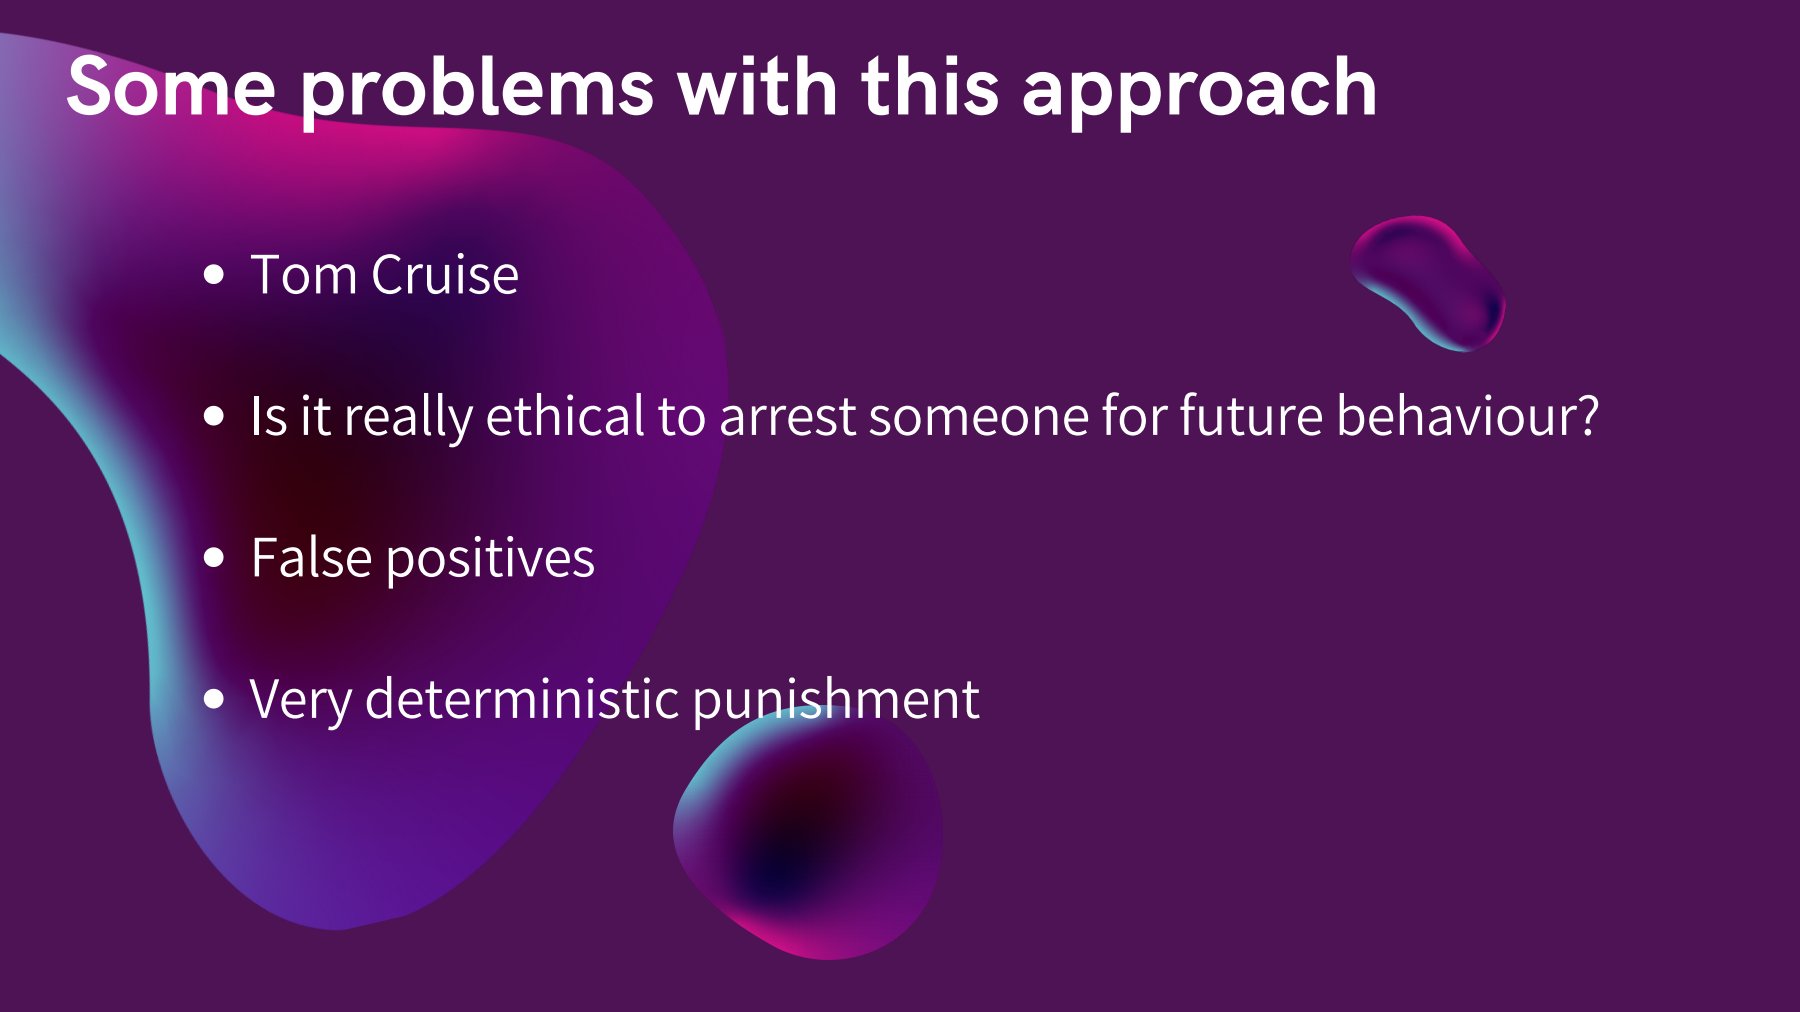 Some problems with this approach
• Tom Cruise
• Is it really ethical to arrest someone for future behaviour?
• False positives
• Very deterministic punishment